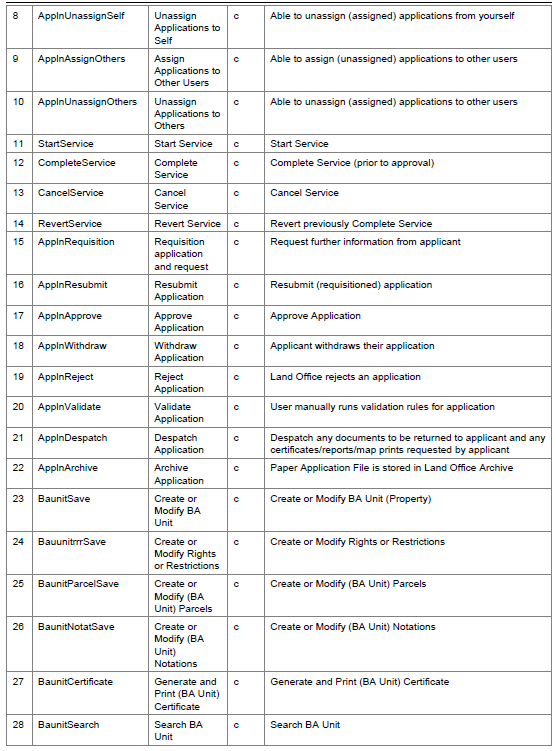 8 ApplnUnassignSelf Unassign c Able to unassign (assigned) applications from yourself
Applications to
Self
9 ApplnAssignOthers Assign c Able to assign (unassigned) applications to other users
Applications to
Other Users
10 ApplnUnassignOthers Unassign c Able to unassign (assigned) applications to other users
Applications to
Others
11 StartService Start Service c Start Service
12 CompleteService Complete c Complete Service (prior to approval)
Service
13 CancelService Cancel c Cancel Service
Service
14 RevertService Revert Service c Revert previously Complete Service
15 ApplnRequisition Requisition c Request further information from applicant
application
and request
16 ApplnResubmit Resubmit c Resubmit (requisitioned) application
Application
17 ApplnApprove Approve c Approve Application
Application
18 ApplnWithdraw Withdraw c Applicant withdraws their application
Application
19 ApplnReject Reject c Land Office rejects an application
Application
20 ApplnValidate Validate c User manually runs validation rules for application
Application
21 ApplnDespatch Despatch c Despatch any documents to be returned to applicant and any
Application certificates/reports/map prints requested by applicant
22 ApplnArchive Archive c Paper Application File is stored in Land Office Archive
Application
23 BaunitSave Create or c Create or Modify BA Unit (Property)
Modify BA
Unit
24 BauunitrrrSave Create or c Create or Modify Rights or Restrictions
Modify Rights
or Restrictions
25 BaunitParcelSave Create or c Create or Modify (BA Unit) Parcels
Modify (BA
Unit) Parcels
26 BaunitNotatSave Create or c Create or Modify (BA Unit) Notations
Modify (BA
Unit)
Notations
27 BaunitCertificate Generate and c Generate and Print (BA Unit) Certificate
Print (BA Unit)
Certificate
28 BaunitSearch Search BA c Search BA Unit
Unit